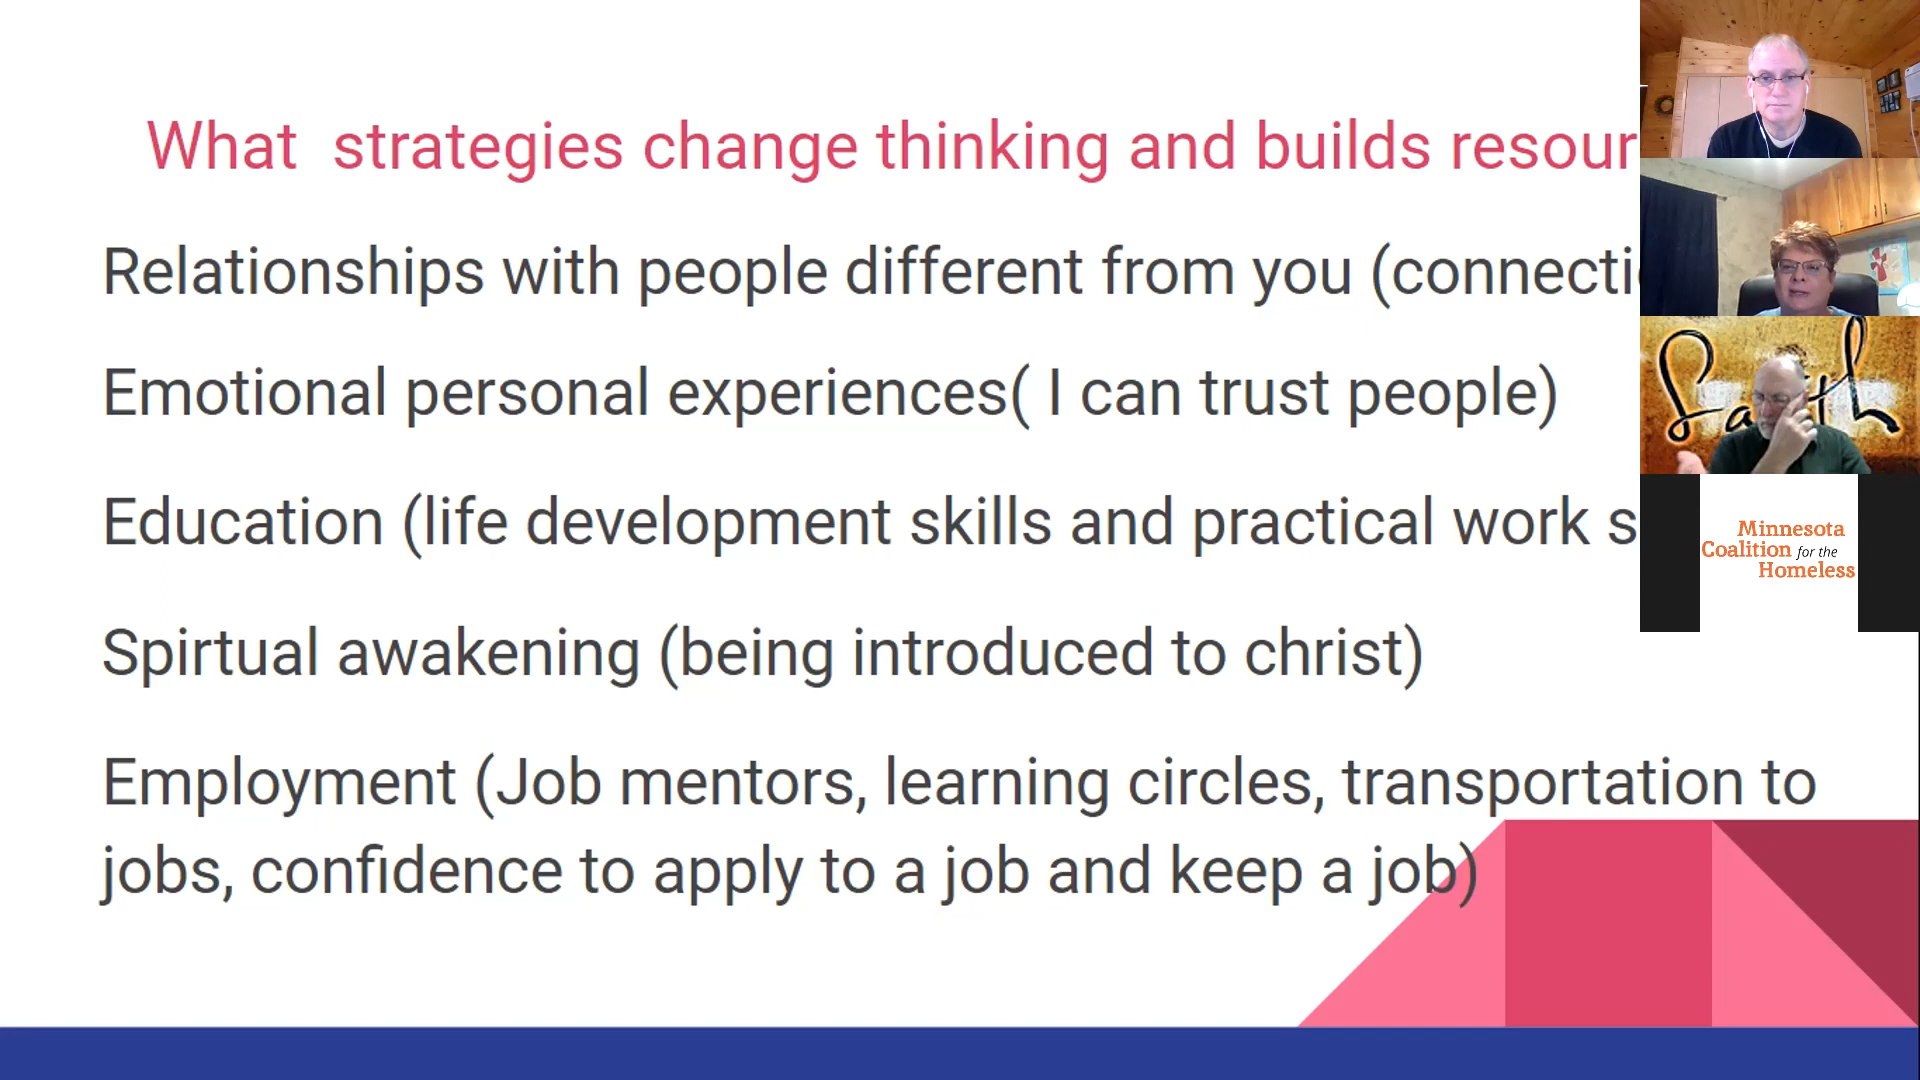 What strategies change thinking and builds
Relationships with people different from you
Emotional personal experiences( I can trust people)
Education (life development skills and practical work
Spirtual awakening (being introduced to christ)
Employment (Job mentors, learning circles, transportation to
jobs, confidence to apply to a job and keep a job)
Minnesota
Coalition for the
Homeless